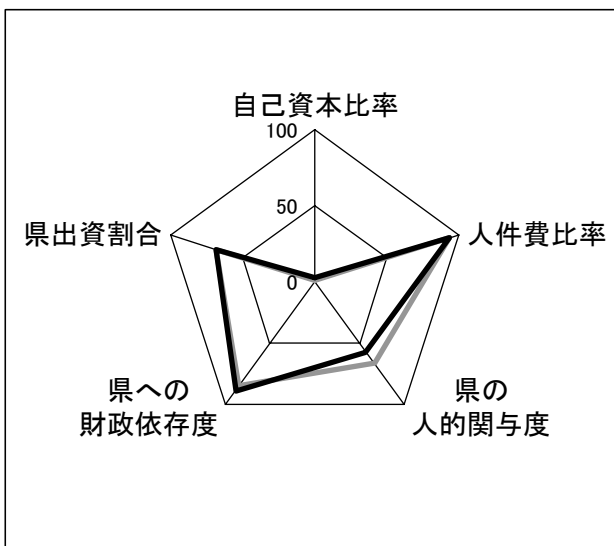 自己資本比率
100
50
0
県出資割合
人件費比率
県への
財政依存度
県の
人的関与度